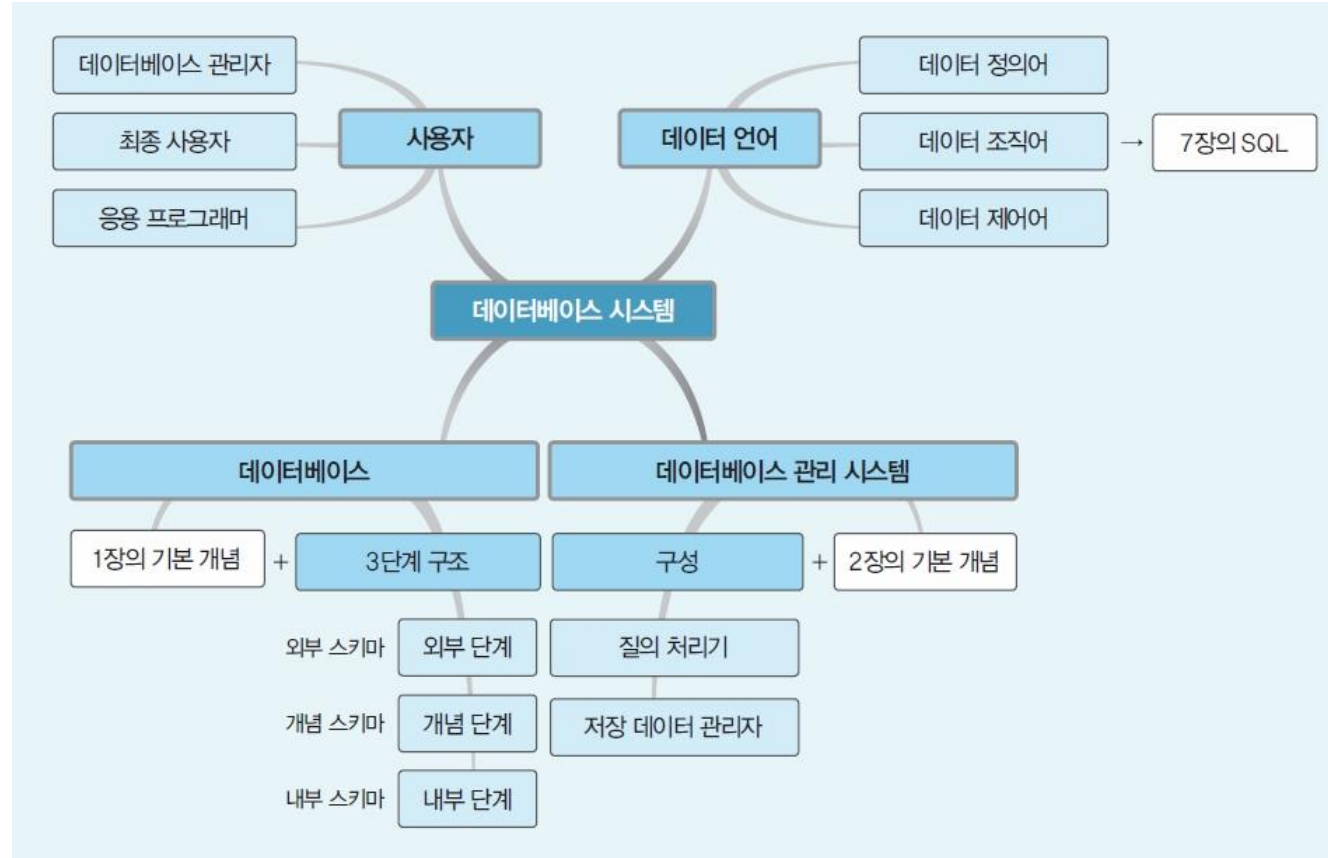 데이터베이스 관리자
최종 사용자
응용 프로그래머
사용자
데이터 언어
데이터 정의어
데이터 조직어
데이터 제어어
→
7장의 SQL
데이터베이스 시스템
데이터베이스
데이터베이스 관리 시스템
1장의 기본 개념
+
3단계 구조
구성
+
2장의 기본 개념
외부 스키마
외부 단계
개념 스키마
개념 단계
내부 스키마
내부 단계
질의 처리기
저장 데이터 관리자